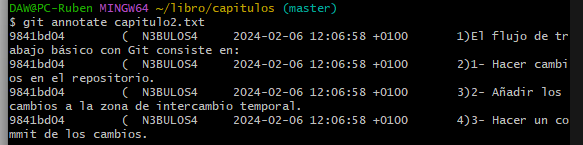 DAW@PC-Ruben MINGW64 ~/libro/capitulos (master)
$ git annotate capitulo2.txt
9841bd04        (  N3BULOS4     2024-02-06 12:06:58 +0100       1)El flujo de tr
abajo básico con Git consiste en:
9841bd04        (  N3BULOS4     2024-02-06 12:06:58 +0100       2)1- Hacer cambi
os en el repositorio.
9841bd04        (  N3BULOS4     2024-02-06 12:06:58 +0100       3)2- Añadir los
cambios a la zona de intercambio temporal.
9841bd04        (  N3BULOS4     2024-02-06 12:06:58 +0100       4)3- Hacer un co
mmit de los cambios.